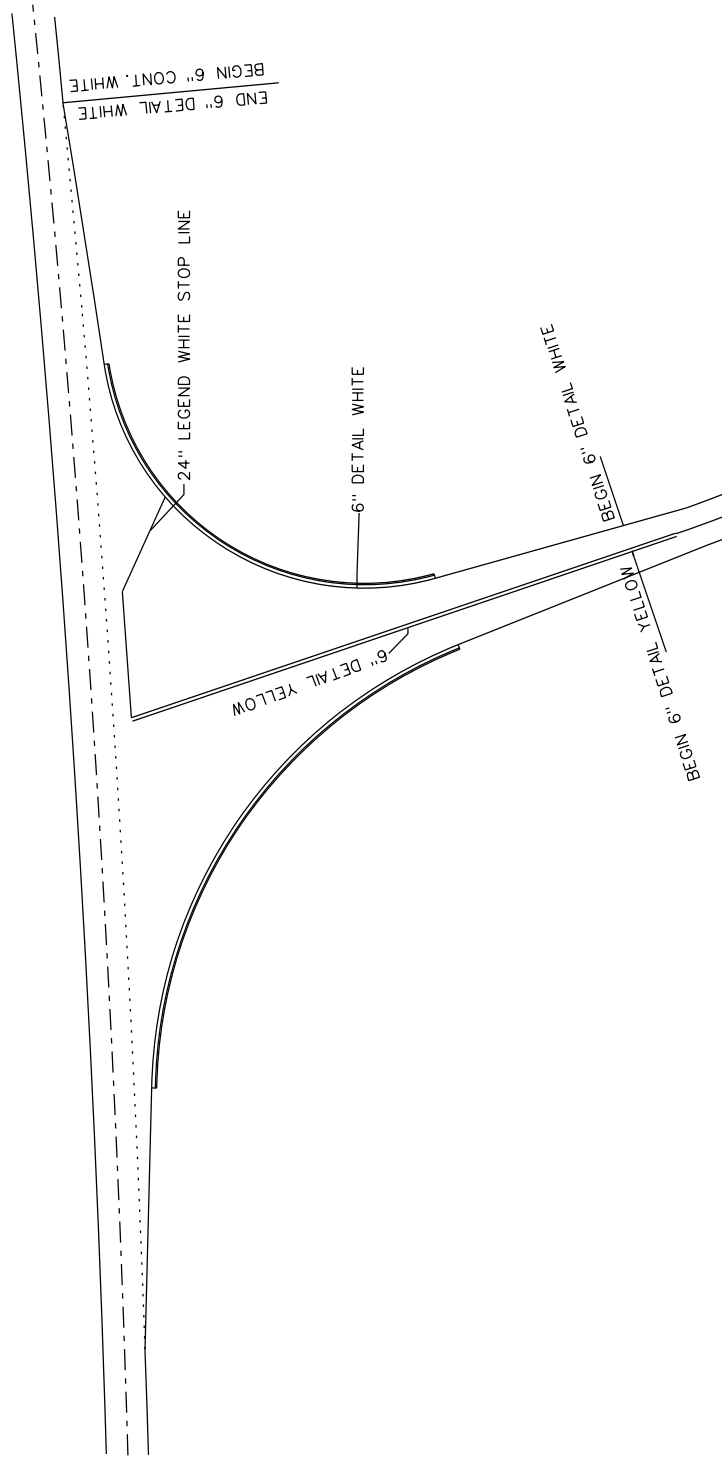 BEGIN 6" CONT. WHITE
END 6" DETAIL WHITE
24" LEGEND WHITE STOP LINE
6" DETAIL WHITE
BEGIN 6" DETAIL WHITE
6" DETAIL YELLOW
BEGIN 6" DETAIL YELLOW